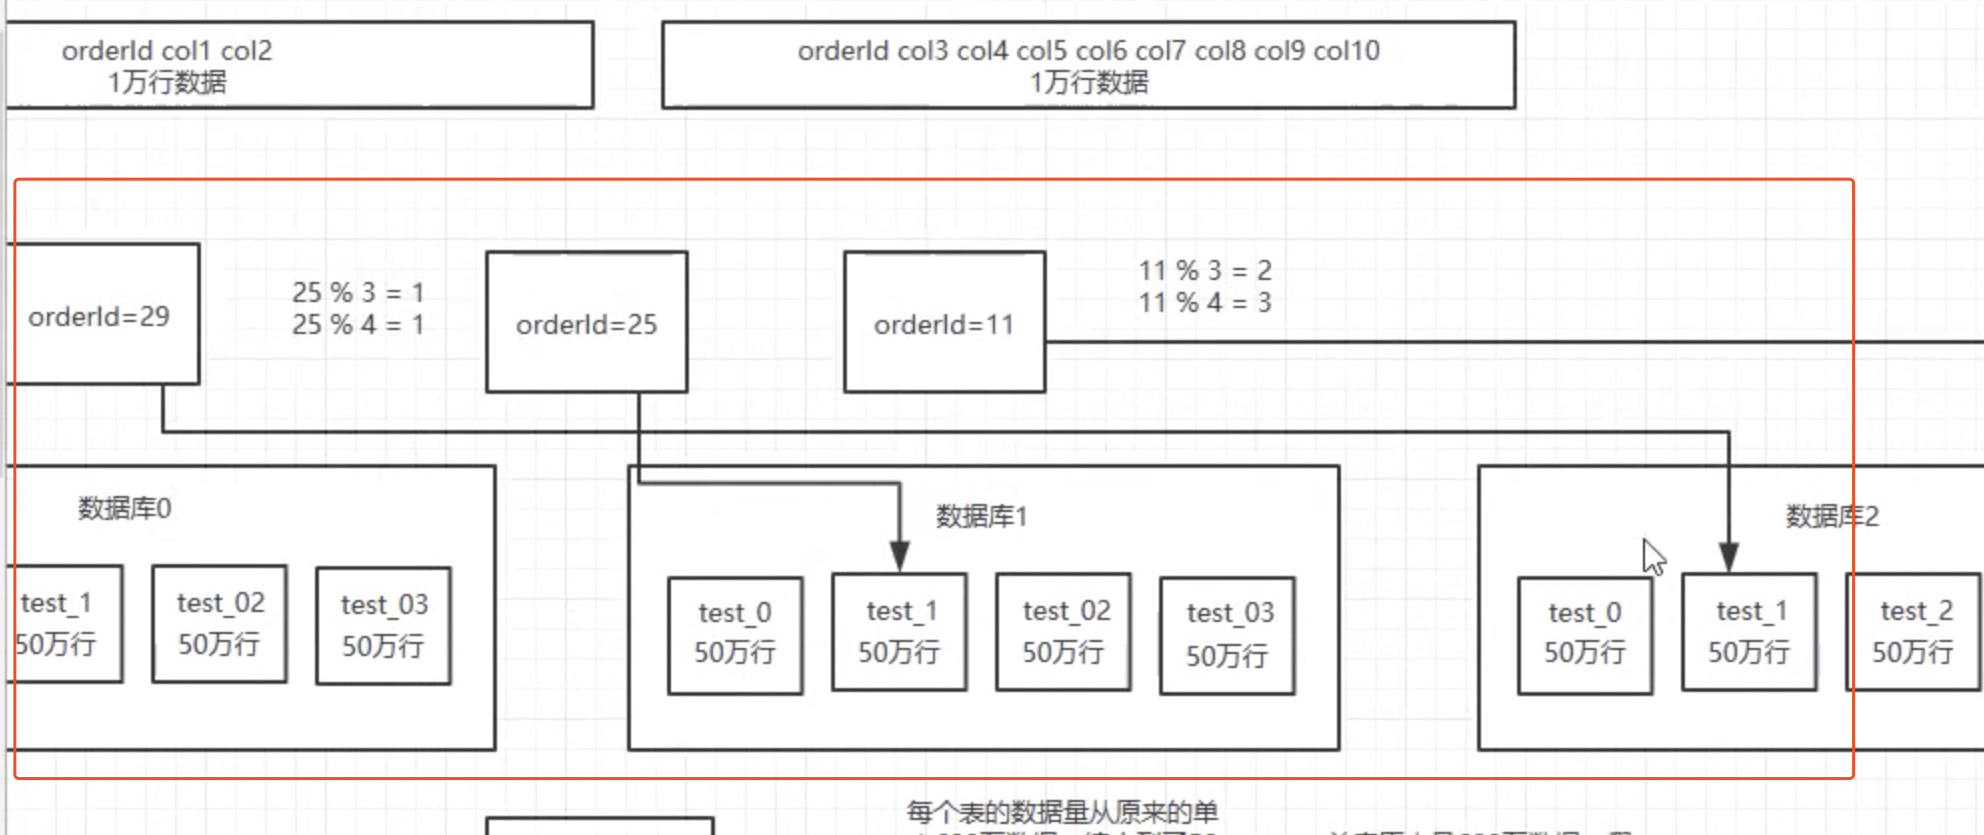 orderId col1 col2
1万行数据
orderId col3 col4 col5 col6 col7 col8 col9 col10
1万行数据
orderId=29
25 % 3 = 1
25 % 4 = 1
orderId=25
orderId=11
11 % 3 = 2
11 % 4 = 3
数据库0
test_1
50万行
test_02
50万行
test_03
50万行
数据库1
test_0
50万行
test_1
50万行
test_02
50万行
test_03
50万行
数据库2
test_0
50万行
test_1
50万行
test_2
50万行
每个表的数据量从原来的单